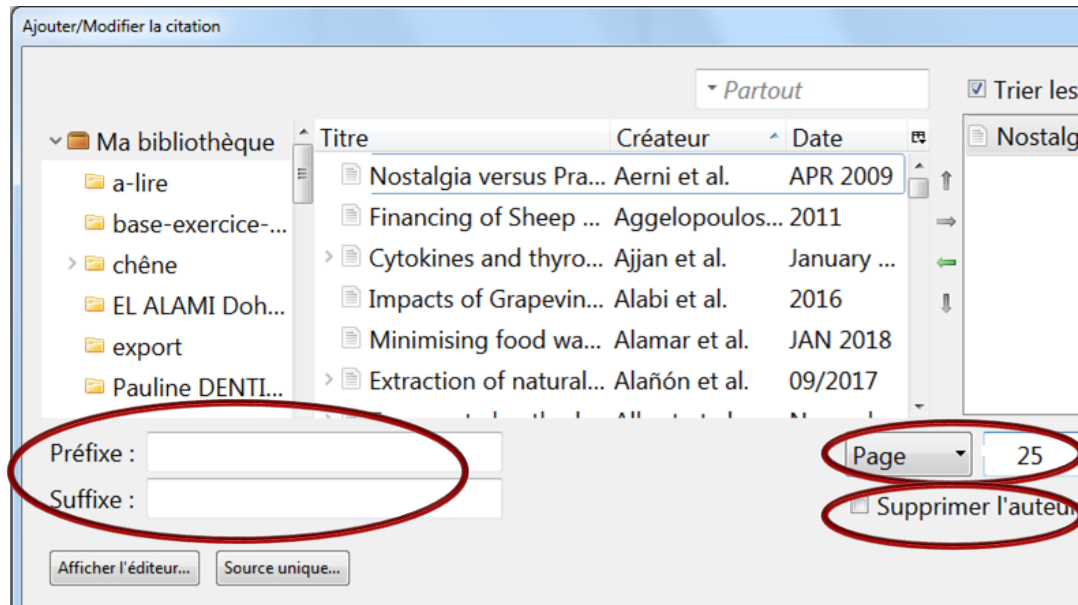 Ajouter/Modifier la citation
Partout
Trier les
Ma bibliothèque
Titre Créateur Date
Nostalg
a-lire
Nostalgia versus Pra... Aerni et al. APR 2009
base-exercice-...
Financing of Sheep ... Aggelopoulos... 2011
chêne
Cytokines and thyro... Ajjan et al. January ...
EL ALAMI Doh...
Impacts of Grapevin... Alabi et al. 2016
export
Minimising food wa... Alamar et al. JAN 2018
Pauline DENTI...
Extraction of natural... Alañón et al. 09/2017
Préfixe :
Page 25
Suffixe :
Supprimer l'auteur
Afficher l'éditeur... Source unique...